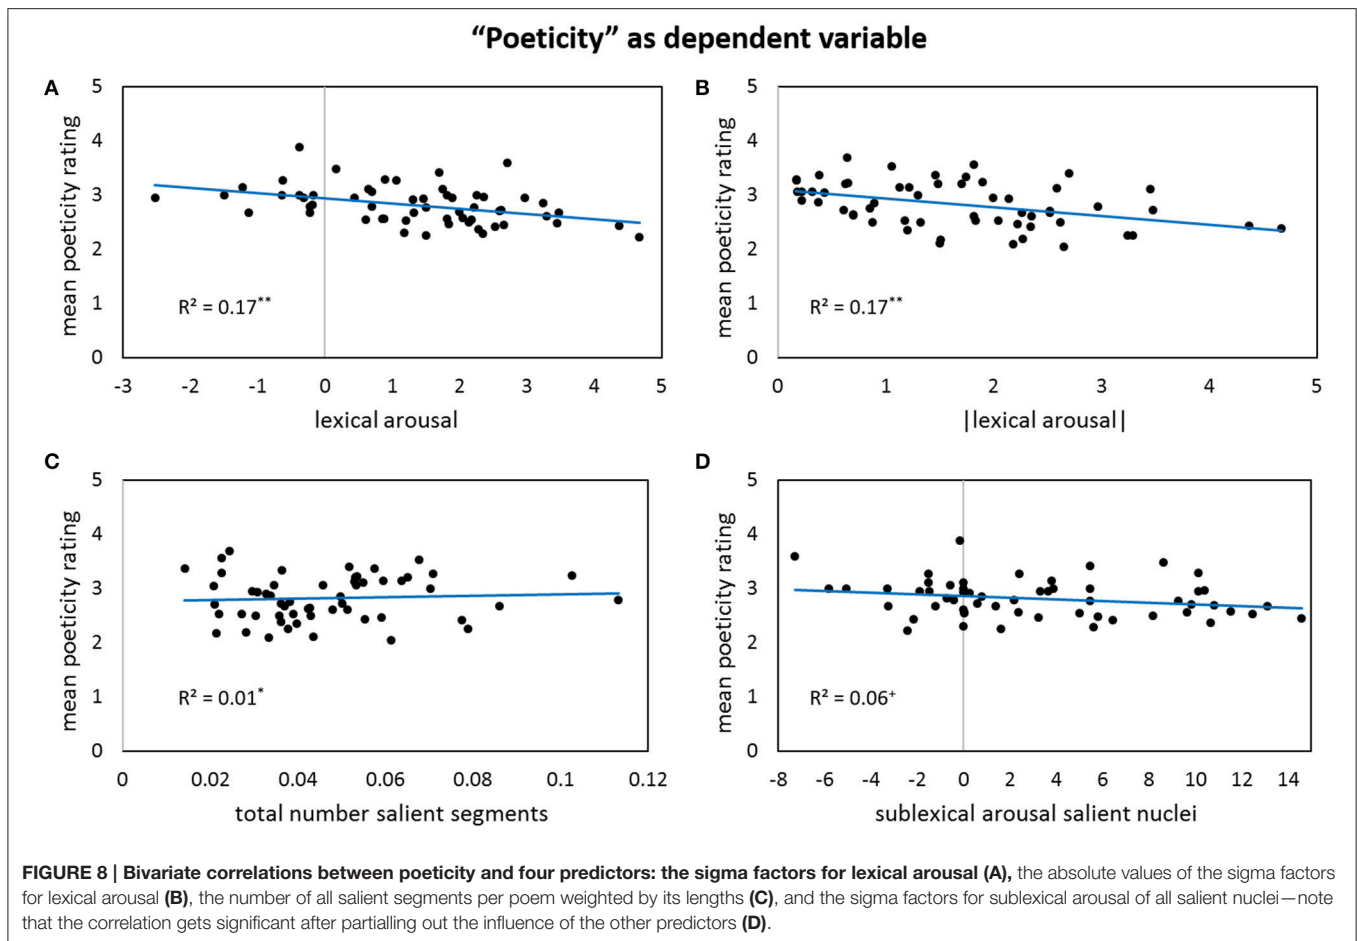 “Poeticity” as dependent variable
A
B
mean poeticity rating
5
4
3
2
1
0
R² = 0.17**
-3 -2 -1 0 1 2 3 4 5
lexical arousal
mean poeticity rating
5
4
3
2
1
0
R² = 0.17**
0 1 2 3 4 5
|lexical arousal|
C
D
mean poeticity rating
5
4
3
2
1
0
R² = 0.01*
0 0.02 0.04 0.06 0.08 0.1 0.12
total number salient segments
mean poeticity rating
5
4
3
2
1
0
R² = 0.06+
-8 -6 -4 -2 0 2 4 6 8 10 12 14
sublexical arousal salient nuclei
FIGURE 8 | Bivariate correlations between poeticity and four predictors: the sigma factors for lexical arousal (A), the absolute values of the sigma factors
for lexical arousal (B), the number of all salient segments per poem weighted by its lengths (C), and the sigma factors for sublexical arousal of all salient nuclei—note
that the correlation gets significant after partialling out the influence of the other predictors (D).